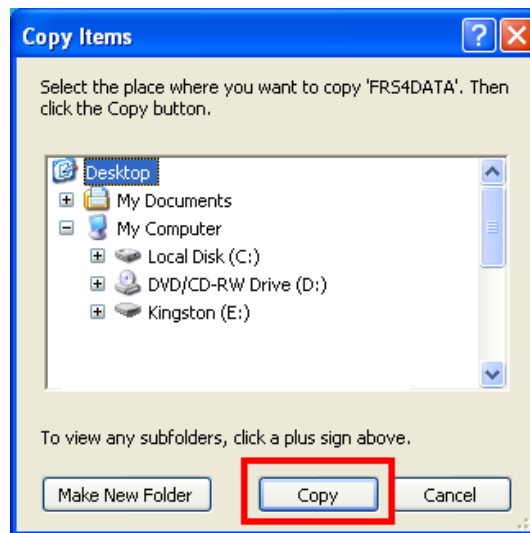 Copy Items
Select the place where you want to copy 'FRS4DATA'. Then
click the Copy button.
Desktop
My Documents
My Computer
Local Disk (C:)
DVD/CD-RW Drive (D:)
Kingston (E:)
To view any subfolders, click a plus sign above.
Make New Folder Copy Cancel